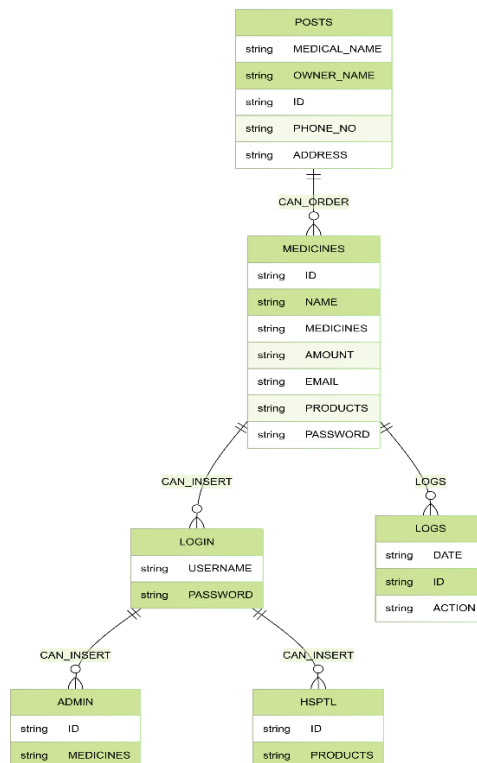 POSTS
string MEDICAL_NAME
string OWNER_NAME
string ID
string PHONE_NO
string ADDRESS
CAN_ORDER
MEDICINES
string ID
string NAME
string MEDICINES
string AMOUNT
string EMAIL
string PRODUCTS
string PASSWORD
CAN_INSERT
LOGS
LOGIN
string USERNAME
string PASSWORD
LOGS
string DATE
string ID
string ACTION
CAN_INSERT
CAN_INSERT
ADMIN
string ID
string MEDICINES
HSPTL
string ID
string PRODUCTS